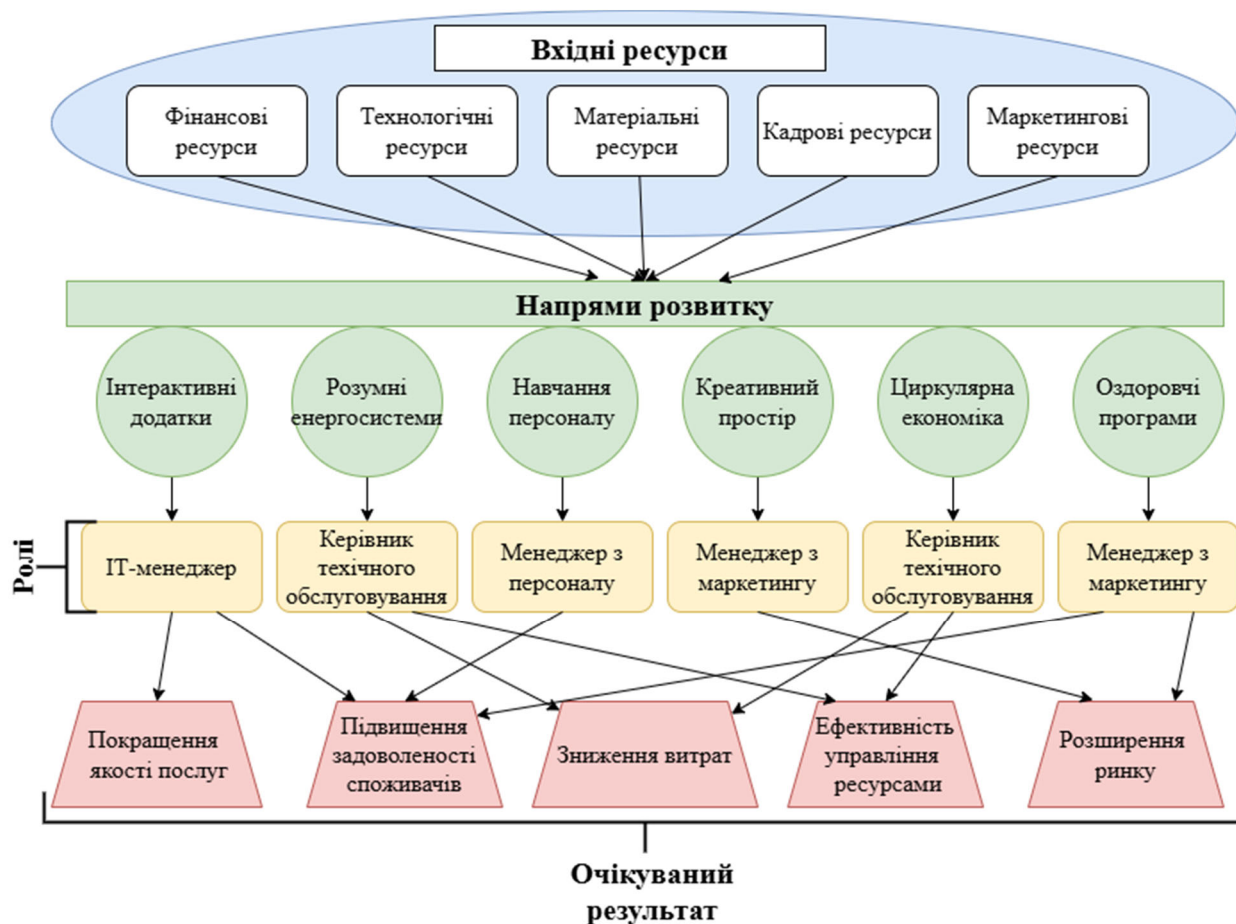 Вхідні ресурси
Фінансові
ресурси
Технологічні
ресурси
Матеріальні
ресурси
Кадрові ресурси
Маркетингові
ресурси
Напрями розвитку
Інтерактивні
додатки
Розумні
енергосистеми
Навчання
персоналу
Креативний
простір
Циркулярна
економіка
Оздоровчі
програми
Ролі
ІТ-менеджер
Керівник
техічного
обслуговування
Менеджер з
персоналу
Менеджер з
маркетингу
Керівник
техічного
обслуговування
Менеджер з
маркетингу
Покращення
якості послуг
Підвищення
задоволеності
споживачів
Зниження витрат
Ефективність
управління
ресурсами
Розширення
ринку
Очікуваний
результат